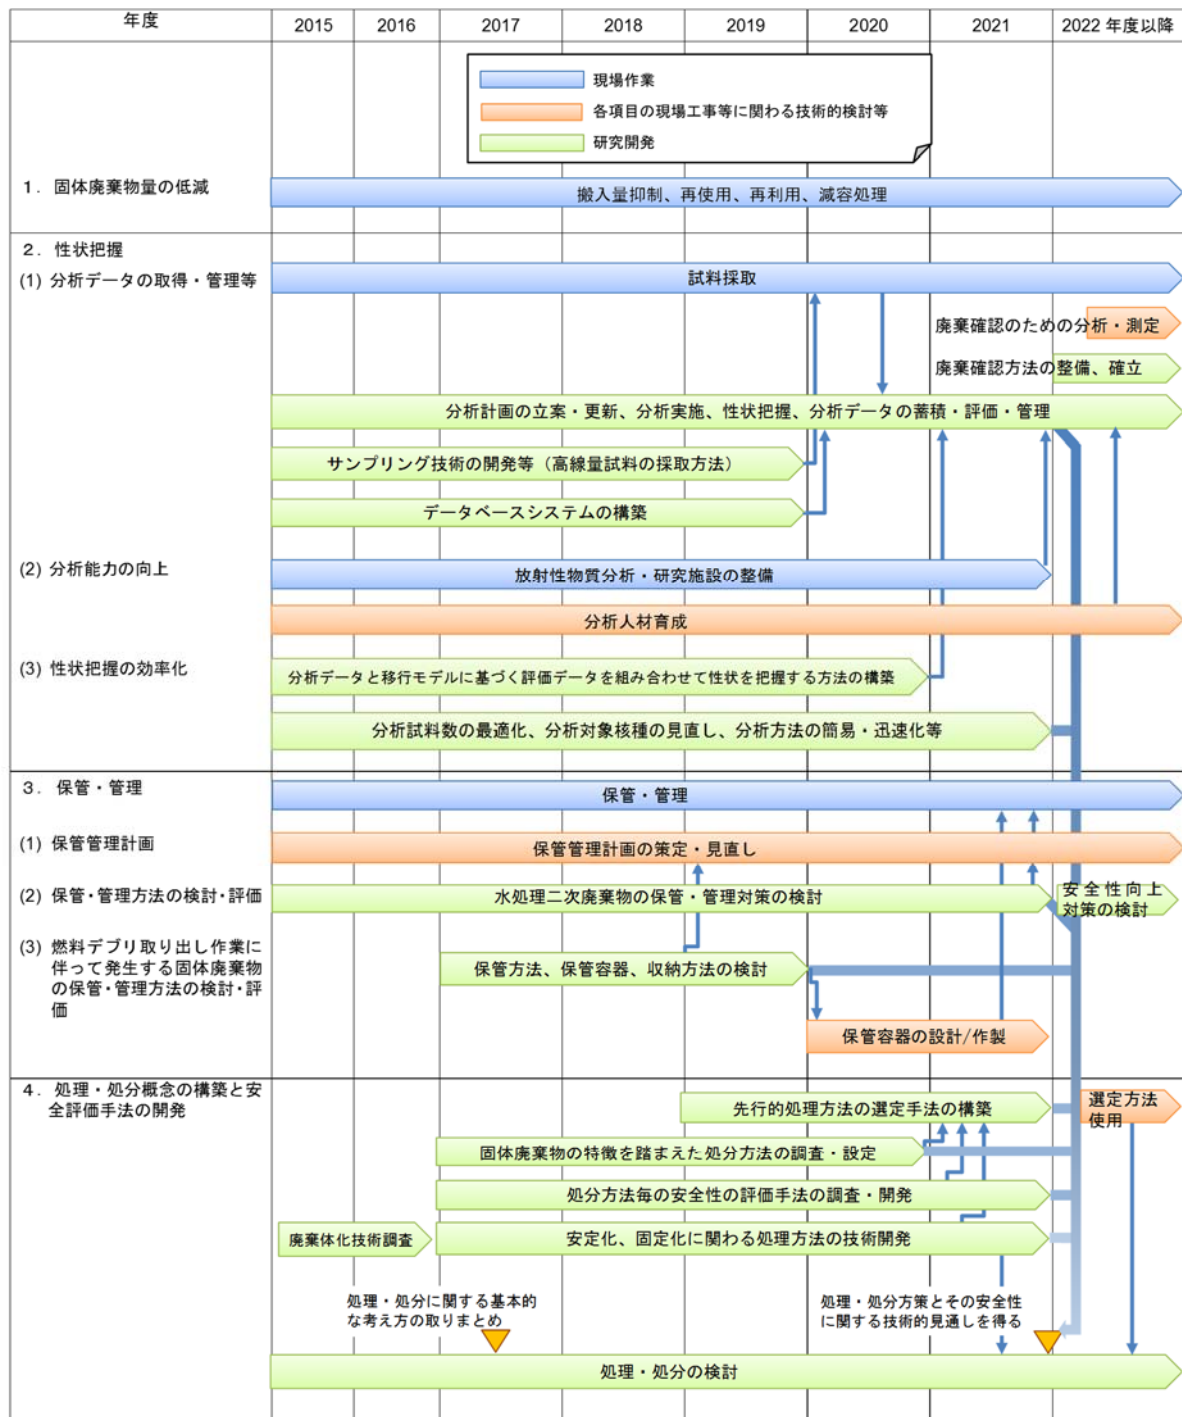 年度 2015 2016 2017 2018 2019 2020 2021 2022 年度以降
現場作業
各項目の現場工事等に関わる技術的検討等
研究開発
1. 固体廃棄物量の低減
搬入量抑制、再使用、再利用、減容処理
2. 性状把握
(1) 分析データの取得・管理等
試料採取
廃棄確認のための分析・測定
廃棄確認方法の整備、確立
分析計画の立案・更新、分析実施、性状把握、分析データの蓄積・評価・管理
サンプリング技術の開発等（高線量試料の採取方法）
データベースシステムの構築
(2) 分析能力の向上
放射性物質分析・研究施設の整備
分析人材育成
(3) 性状把握の効率化
分析データと移行モデルに基づく評価データを組み合わせて性状を把握する方法の構築
分析試料数の最適化、分析対象核種の見直し、分析方法の簡易・迅速化等
3. 保管・管理
保管・管理
(1) 保管管理計画
保管管理計画の策定・見直し
(2) 保管・管理方法の検討・評価
水処理二次廃棄物の保管・管理対策の検討
安全性向上
対策の検討
(3) 燃料デブリ取り出し作業に
伴って発生する固体廃棄物
の保管・管理方法の検討・評
価
保管方法、保管容器、収納方法の検討
保管容器の設計/作製
4. 処理・処分概念の構築と安
全評価手法の開発
先行的処理方法の選定手法の構築
選定方法
使用
固体廃棄物の特徴を踏まえた処分方法の調査・設定
処分方法毎の安全性の評価手法の調査・開発
廃棄体化技術調査
安定化、固定化に関わる処理方法の技術開発
処理・処分に関する基本的
な考え方の取りまとめ
処理・処分方策とその安全性
に関する技術的見通しを得る
処理・処分の検討